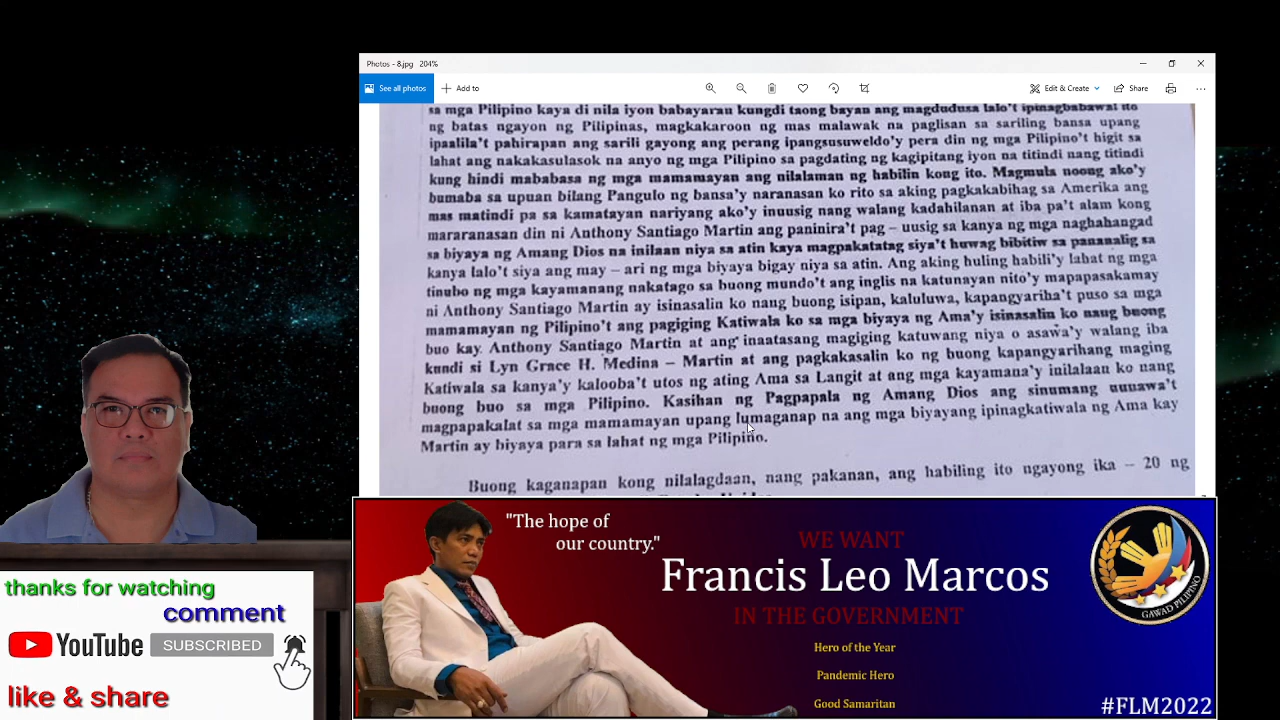 Photos - 8.jpg 204%
See all photos
Add to
Edit & Create
Share
sa mga Pilipino kaya di nila iyon babayaran kungdi taong bayan ang magdudusa lalo't ipinagbabawal ito
ng batas ngayon ng Pilipinas, magkakaroon ng mas malawak na paglisan sa sariling bansa upang
ipaalila't pahirapan ang sarili gayong ang perang ipangsusuweldo'y pera din ng mga Pilipino't higit sa
lahat ang nakakasulasok na anyo ng mga Pilipino sa pagdating ng kagipitang iyon na titindi nang titindi
kung hindi mababasa ng mga mamamayan ang nilalaman ng habilin kong ito. Magmula noong ako'y
bumaba sa upuan bilang Pangulo ng bansa'y naranasan ko rito sa aking pagkakabihag sa Amerika ang
mas matindi pa sa kamatayan nariyang ako'y inuusig nang walang kadahilanan at iba pa't alam kong
mararanasan din ni Anthony Santiago Martin ang paninira't pag – uusig sa kanya ng mga naghahangad
sa biyaya ng Amang Dios na inilaan niya sa atin kaya magpakatatag siya't huwag bibitiw sa pananalig sa
kanya lalo't siya ang may – ari ng mga biyaya bigay niya sa atin. Ang aking huling habili'y lahat ng mga
tinubo ng mga kayamanang nakatago sa buong mundo't ang inglis na katunayan nito'y mapapasakamay
ni Anthony Santiago Martin ay isinasalin ko nang buong isipan, kaluluwa, kapangyariha't puso sa mga
mamamayan ng Pilipino't ang pagiging Katiwala ko sa mga biyaya ng Ama'y isinasalin ko nang buong
buo kay. Anthony Santiago Martin at ang inaatasang magiging katuwang niya o asawa'y walang iba
kundi si Lyn Grace H. Medina – Martin at ang pagkakasalin ko ng buong kapangyarihang maging
Katiwala sa kanya'y kalooba't utos ng ating Ama sa Langit at ang mga kayamana'y inilalaan ko nang
buong buo sa mga Pilipino. Kasihan ng Pagpapala ng Amang Dios ang sinumang uunawa't
magpapakalat sa mga mamamayan upang lumaganap na ang mga biyayang ipinagkatiwala ng Ama kay
Martin ay biyaya para sa lahat ng mga Pilipino.
Buong kaganapan kong nilalagdaan, nang pakanan, ang habiling ito ngayong ika – 20 ng
"The hope of
our country."
WE WANT
Francis Leo Marcos
IN THE GOVERNMENT
Hero of the Year
Pandemic Hero
Good Samaritan
GAWAD PILIPINO
#FLM2022
thanks for watching
comment
YouTube SUBSCRIBED
like & share